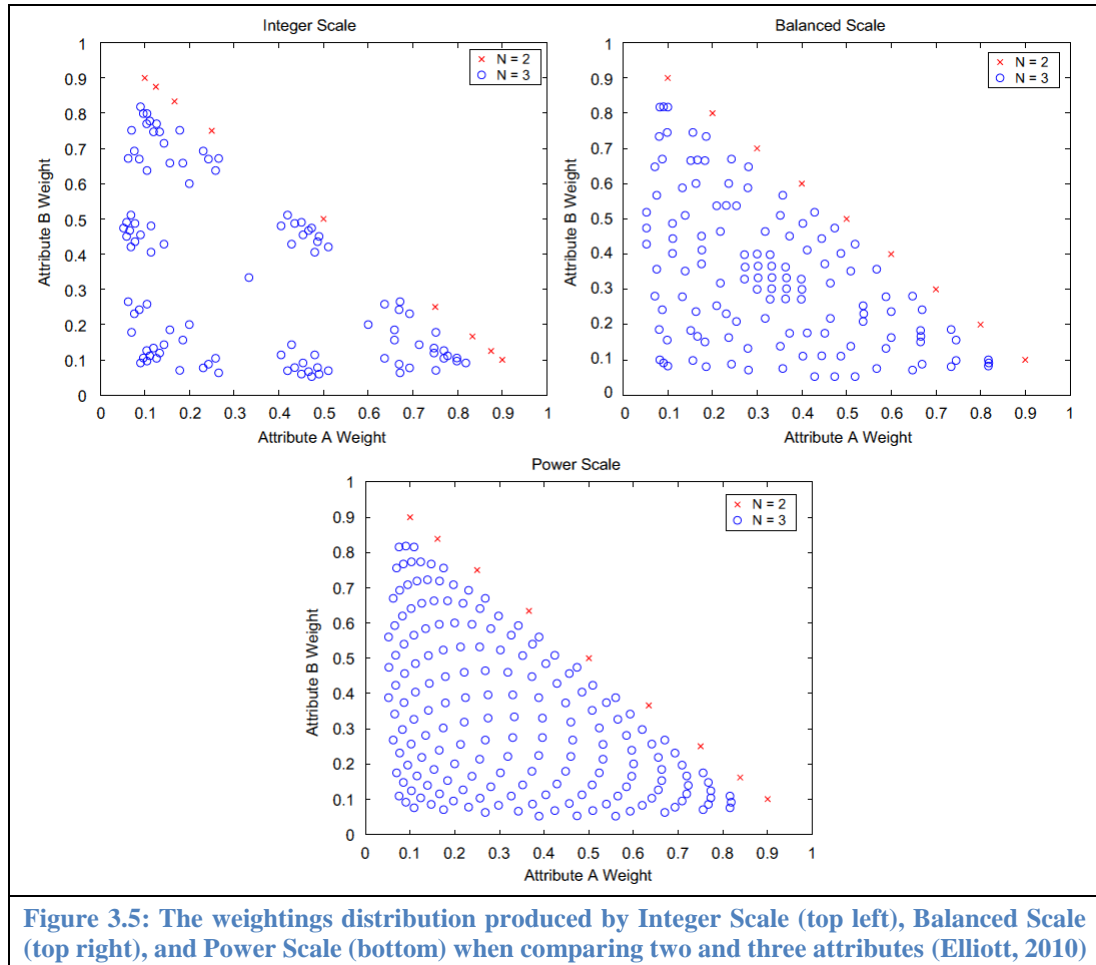 Integer Scale
1
0.9
0.8
0.7
0.6
0.5
0.4
0.3
0.2
0.1
0
Attribute B Weight
N = 2
N = 3
0 0.1 0.2 0.3 0.4 0.5 0.6 0.7 0.8 0.9 1
Attribute A Weight
Balanced Scale
1
0.9
0.8
0.7
0.6
0.5
0.4
0.3
0.2
0.1
0
Attribute B Weight
N = 2
N = 3
0 0.1 0.2 0.3 0.4 0.5 0.6 0.7 0.8 0.9 1
Attribute A Weight
Power Scale
1
0.9
0.8
0.7
0.6
0.5
0.4
0.3
0.2
0.1
0
Attribute B Weight
N = 2
N = 3
0 0.1 0.2 0.3 0.4 0.5 0.6 0.7 0.8 0.9 1
Attribute A Weight
Figure 3.5: The weightings distribution produced by Integer Scale (top left), Balanced Scale
(top right), and Power Scale (bottom) when comparing two and three attributes (Elliott, 2010)